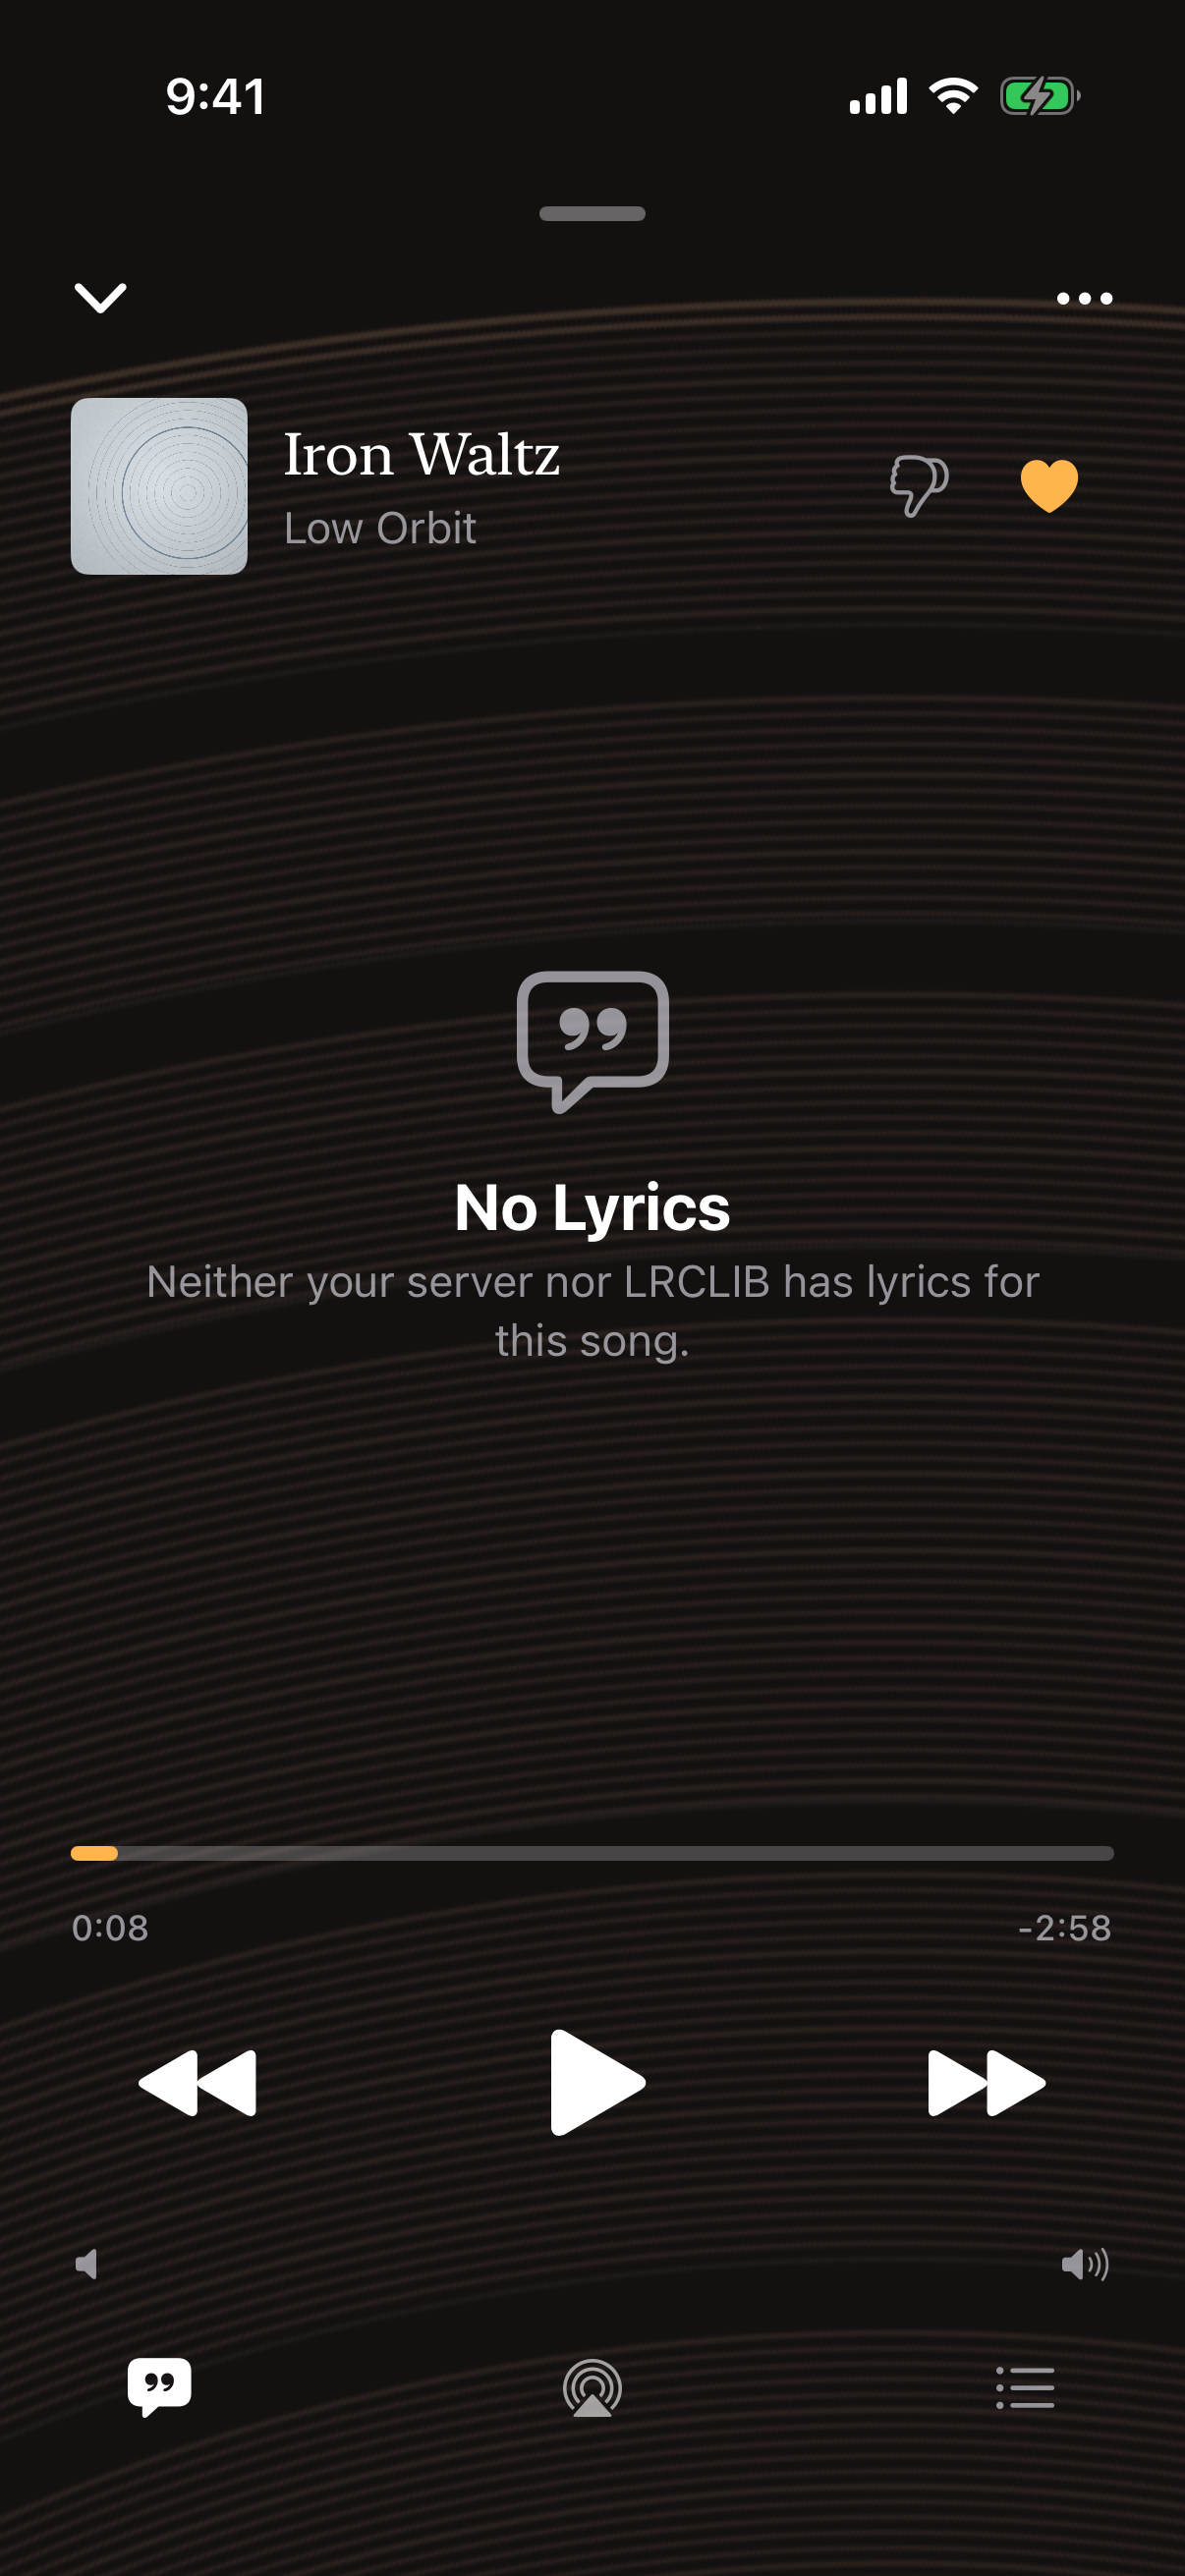 9:41
Iron Waltz
Low Orbit
No Lyrics
Neither your server nor LRCLIB has lyrics for
this song.
0:08
-2:58